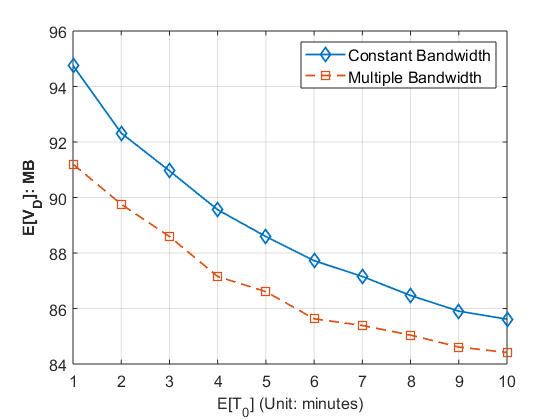 96
94
92
90
88
86
84
E[V_D]: MB
Constant Bandwidth
Multiple Bandwidth
1 2 3 4 5 6 7 8 9 10
E[T_0] (Unit: minutes)